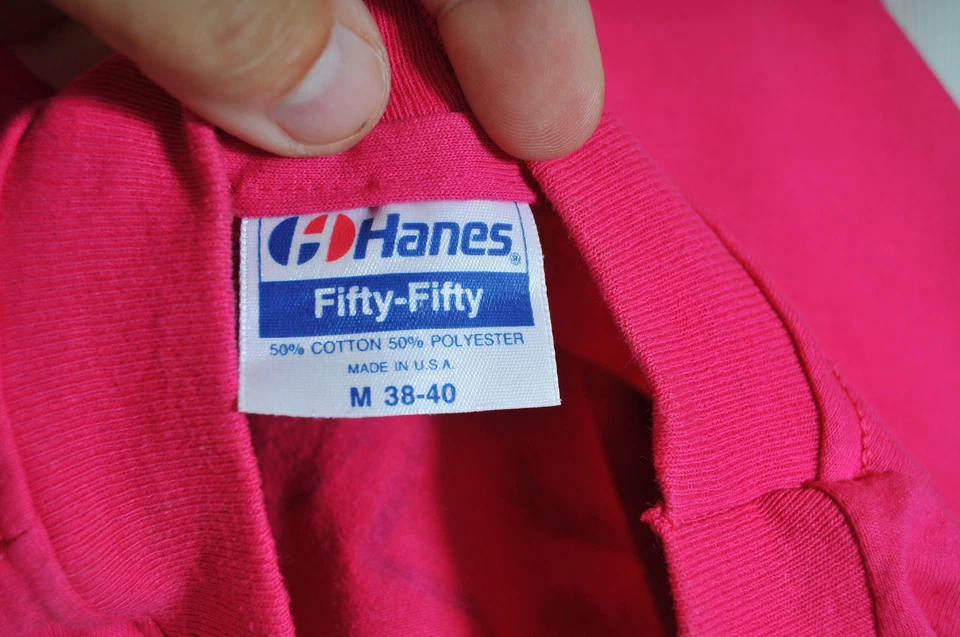 Hanes®
Fifty-Fifty
50% COTTON 50% POLYESTER
MADE IN U.S.A.
M 38-40